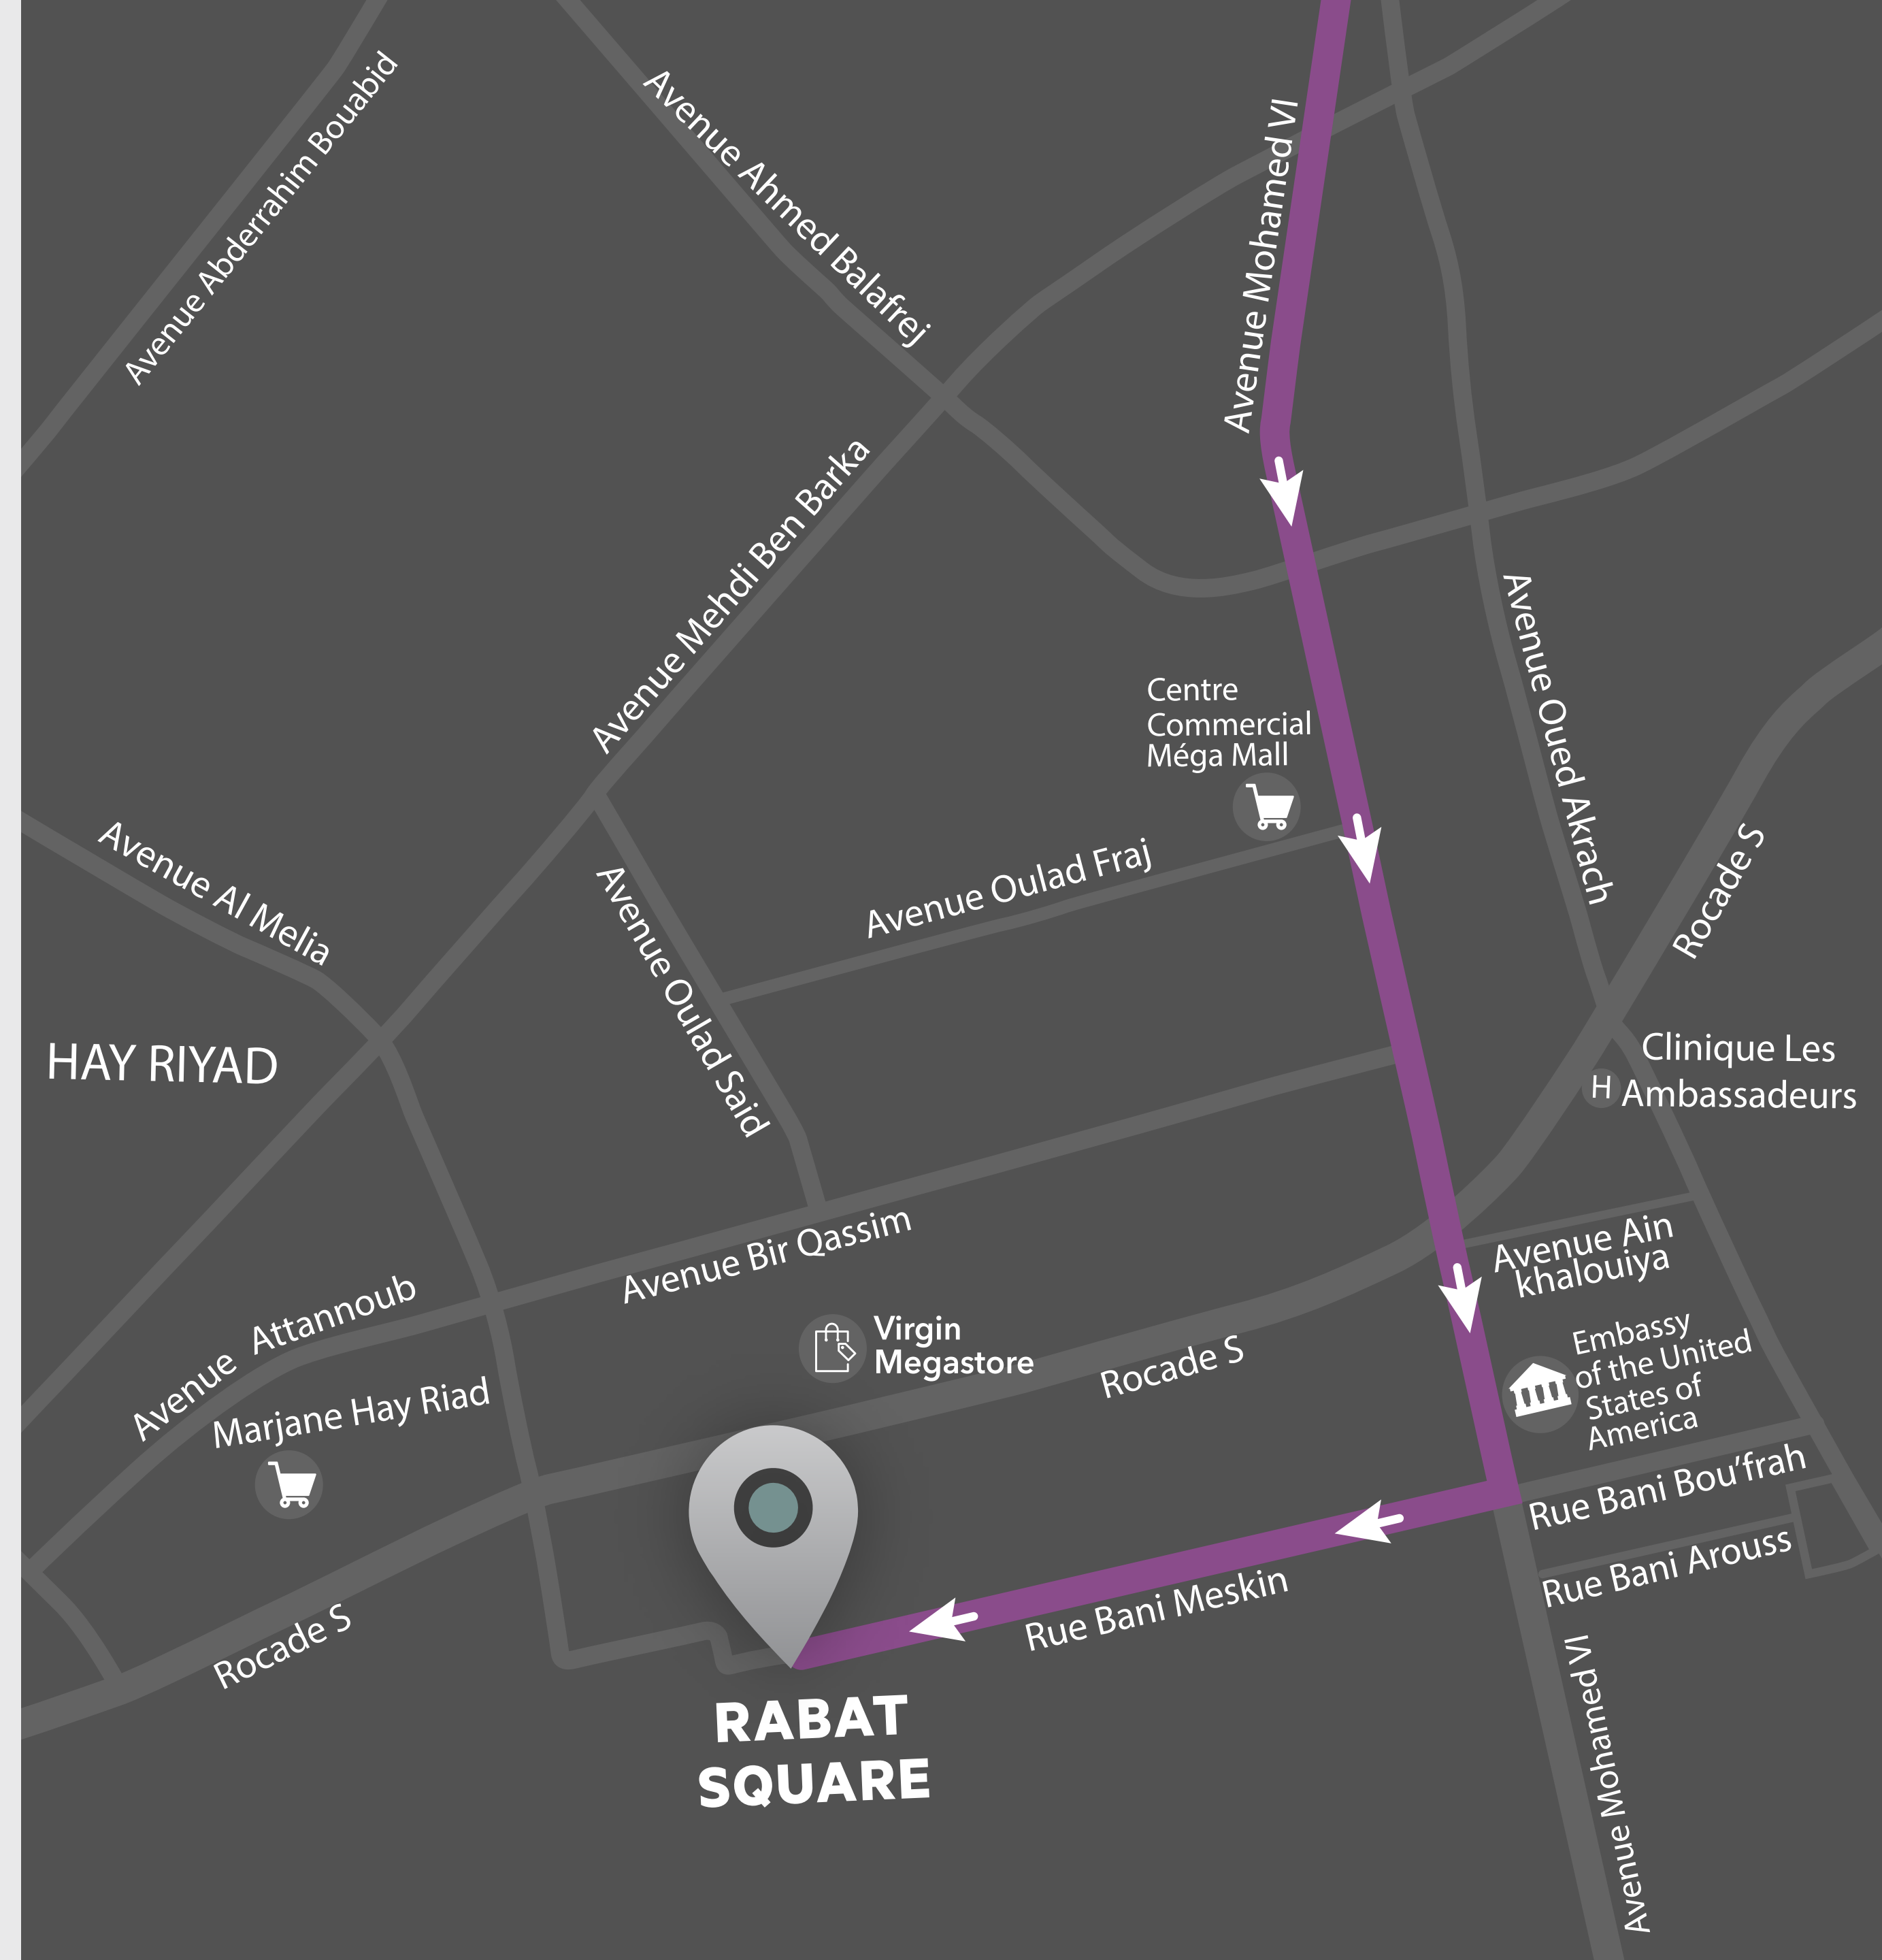 Avenue Abderrahim Bouabid
Avenue Ahmed Balafrej
Avenue Mohamed VI
Avenue Mehdi Ben Barka
Avenue Oued Akrach
Centre
Commercial
Méga Mall
Avenue Al Melia
Avenue Oulad Fraj
Rocade S
Avenue Oulad Said
HAY RIYAD
Clinique Les
H Ambassadeurs
Avenue Bir Qassim
Avenue Ain
khalouiya
Avenue Attannoub
Virgin
Megastore
Rocade S
Embassy
of the United
States of
America
Marjane Hay Riad
Rue Bani Bou'frah
Rue Bani Arouss
Rue Bani Meskin
Rocade S
RABAT
SQUARE
Avenue Mohamed VI